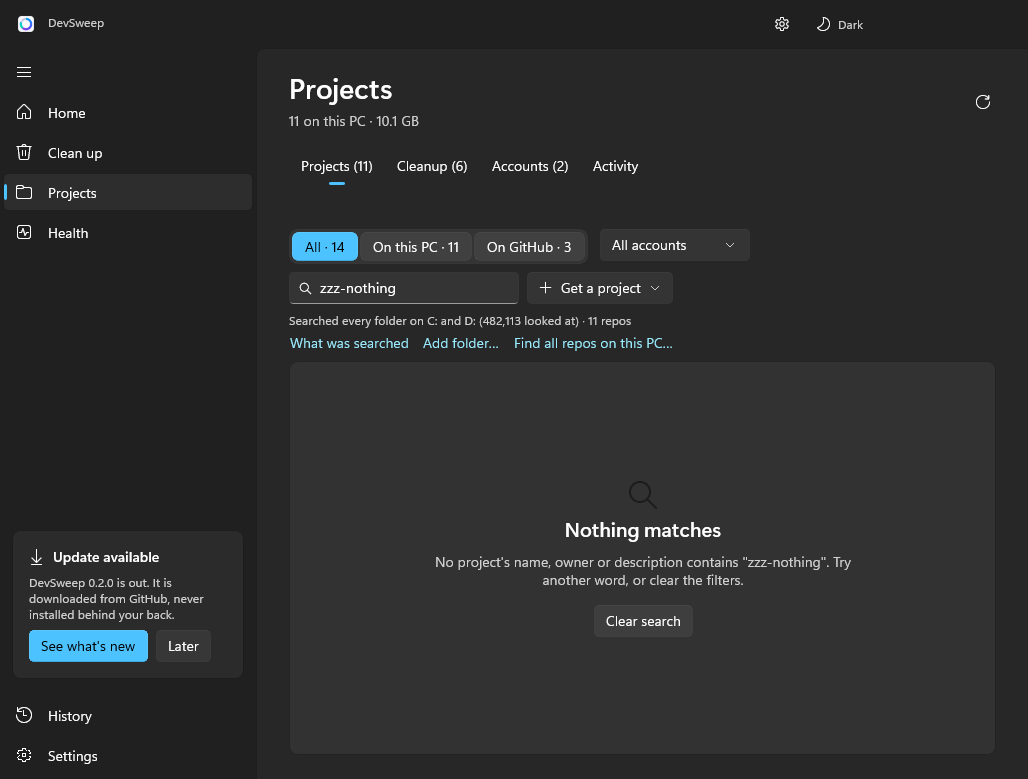 DevSweep
Dark
Home
Clean up
Projects
Health
Projects
11 on this PC · 10.1 GB
Projects (11) Cleanup (6) Accounts (2) Activity
All · 14 On this PC · 11 On GitHub · 3 All accounts
zzz-nothing Get a project
Searched every folder on C: and D: (482,113 looked at) · 11 repos
What was searched Add folder... Find all repos on this PC...
Nothing matches
No project's name, owner or description contains "zzz-nothing". Try
another word, or clear the filters.
Clear search
Update available
DevSweep 0.2.0 is out. It is
downloaded from GitHub, never
installed behind your back.
See what's new Later
History
Settings